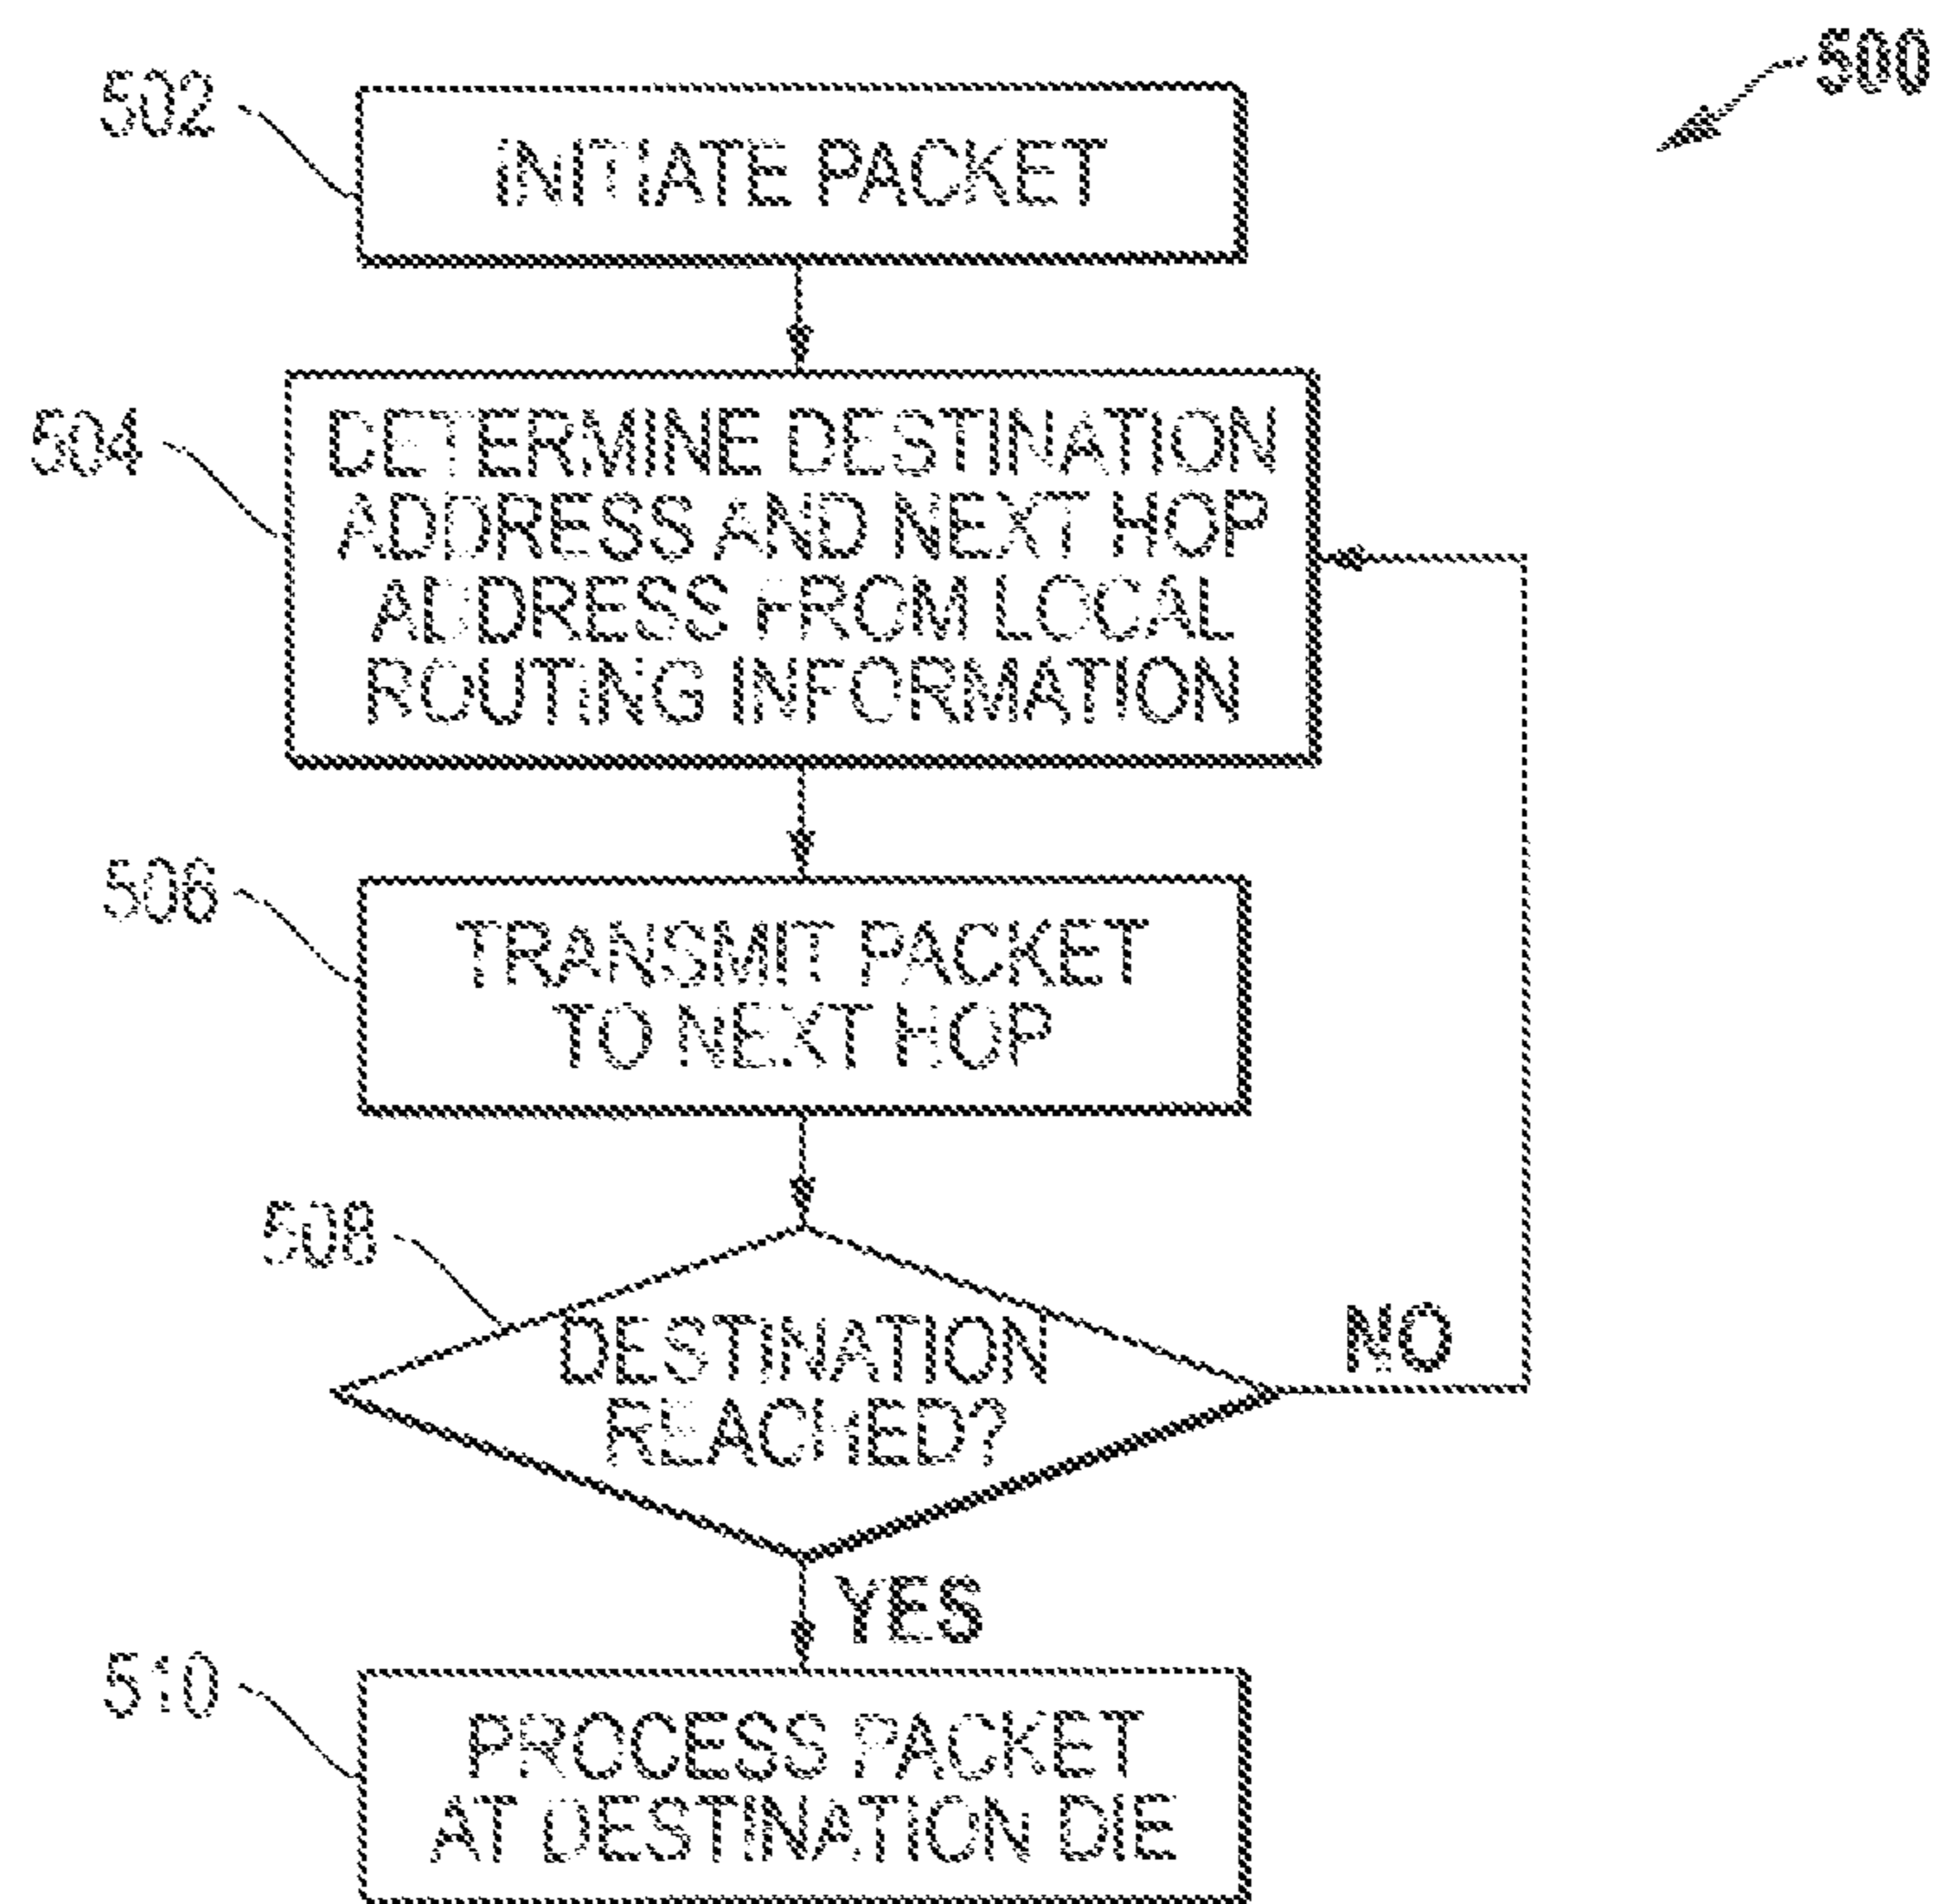 500
502
INITIATE PACKET
504
DETERMINE DESTINATION
ADDRESS AND NEXT HOP
ADDRESS FROM LOCAL
ROUTING INFORMATION
506
TRANSMIT PACKET
TO NEXT HOP
508
DESTINATION
REACHED?
NO
YES
510
PROCESS PACKET
AT DESTINATION DIE